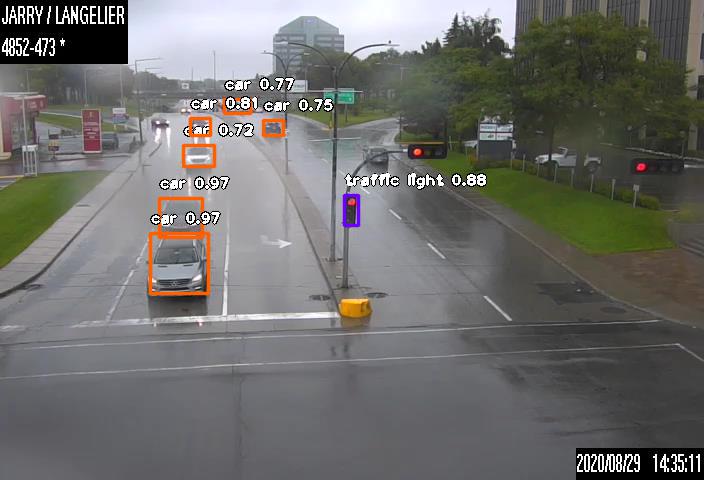 JARRY / LANGELIER
4852-473 *
car 0.77
car 0.81
car 0.75
car 0.72
traffic light 0.88
car 0.97
car 0.97
2020/08/29 14:35:11